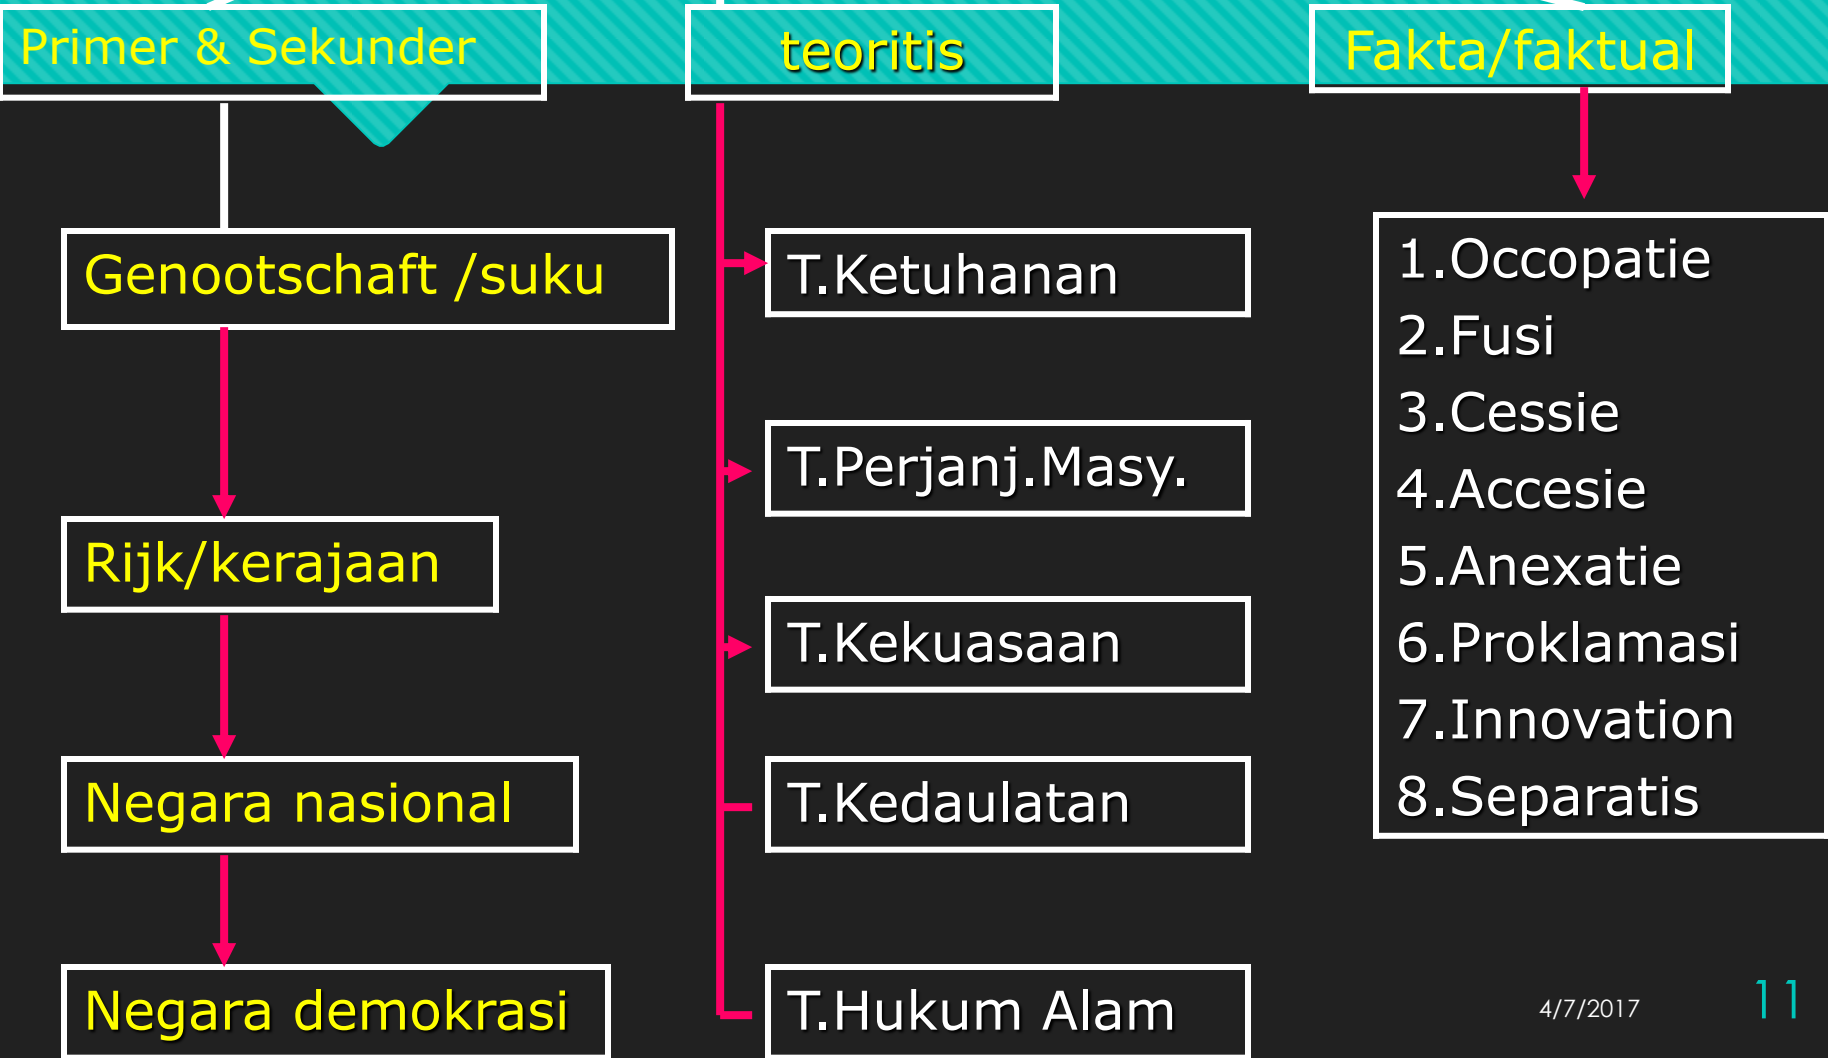 Primer & Sekunder
teoritis
Fakta/faktual
Genootschaft /suku
Rijk/kerajaan
Negara nasional
Negara demokrasi
T.Ketuhanan
T.Perjanj.Masy.
T.Kekuasaan
T.Kedaulatan
T.Hukum Alam
1.Occopatie
2.Fusi
3.Cessie
4.Accesie
5.Anexatie
6.Proklamasi
7.Innovation
8.Separatis
4/7/2017
11